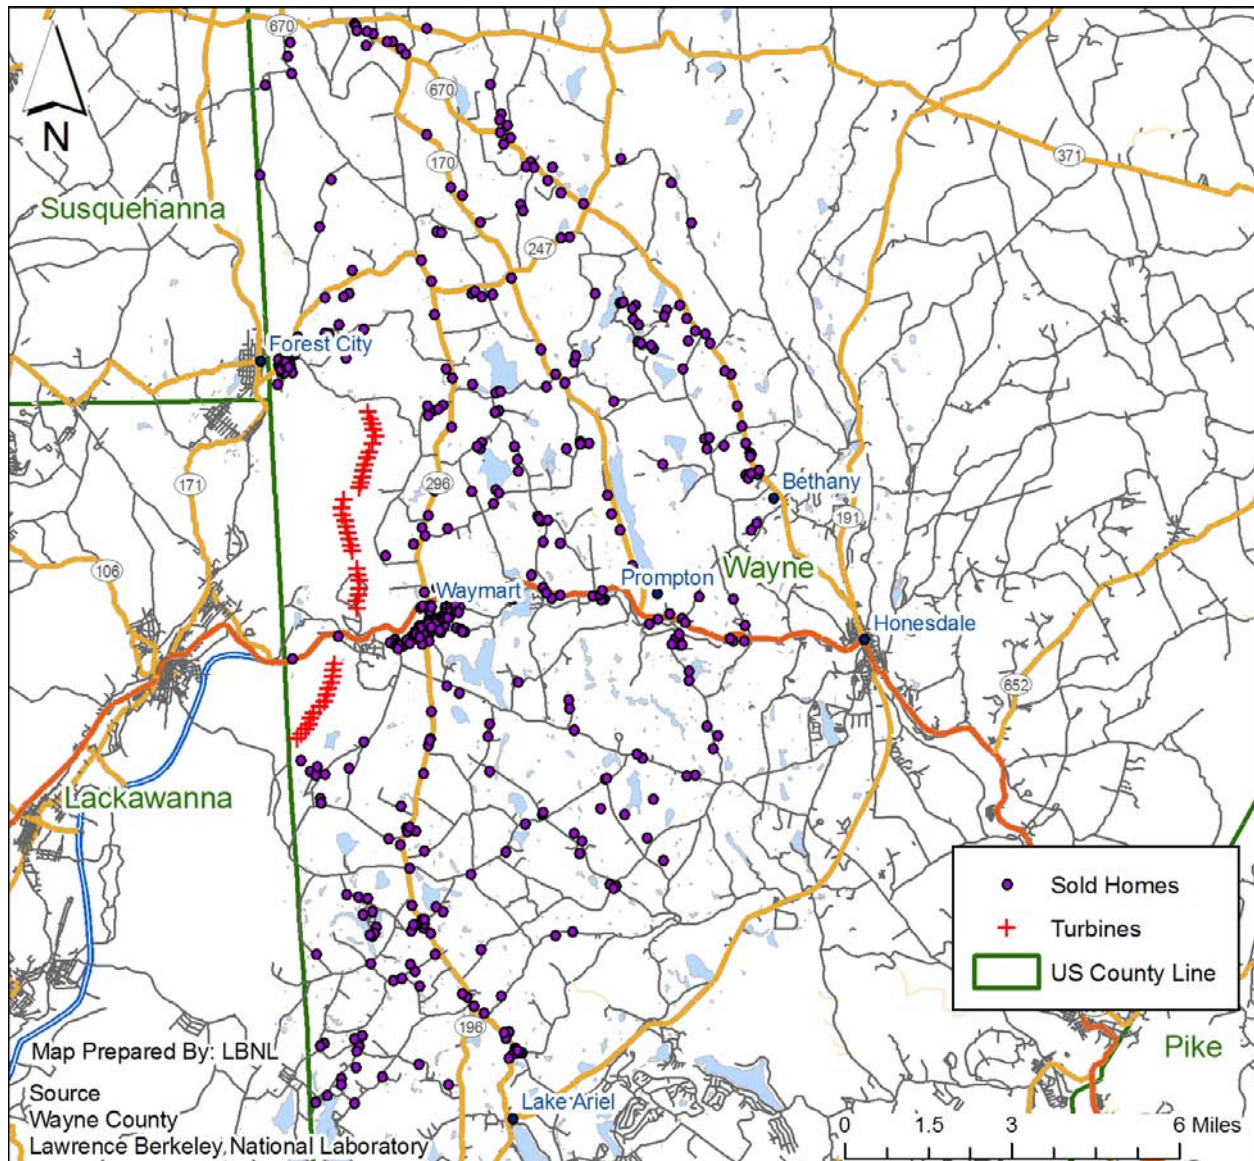 670
N
670
371
170
Susquehanna
247
Forest City
171
296
Bethany
191
106
Wayne
Prompton
Waymart
Honesdale
652
Lackawanna
Sold Homes
Turbines
US County Line
196
Pike
Map Prepared By: LBNL
Source
Wayne County
Lawrence Berkeley National Laboratory
Lake Ariel
0 1.5 3 6 Miles